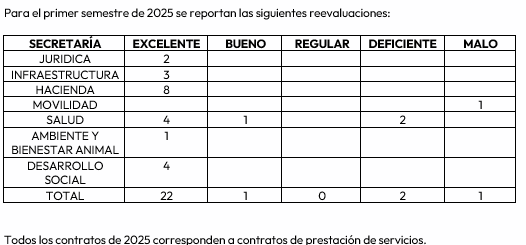 Para el primer semestre de 2025 se reportan las siguientes reevaluaciones:
SECRETARÍA EXCELENTE BUENO REGULAR DEFICIENTE MALO
JURIDICA 2
INFRAESTRUCTURA 3
HACIENDA 8
MOVILIDAD 1
SALUD 4 1 2
AMBIENTE Y 1
BIENESTAR ANIMAL
DESARROLLO 4
SOCIAL
TOTAL 22 1 0 2 1
Todos los contratos de 2025 corresponden a contratos de prestación de servicios.